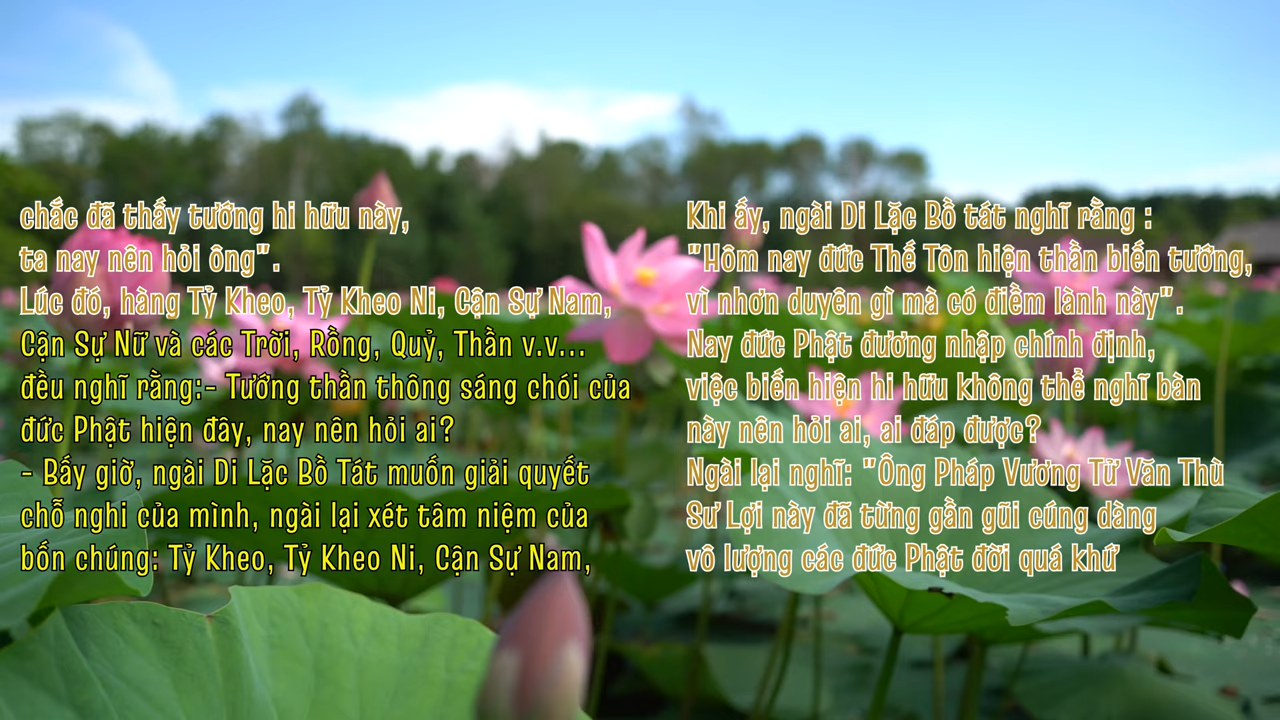 chắc đã thấy tướng hi hữu này,
ta nay nên hỏi ông".
Lúc đó, hàng Tỷ Kheo, Tỷ Kheo Ni, Cận Sự Nam,
Cận Sự Nữ và các Trời, Rồng, Quỷ, Thần v.v...
đều nghĩ rằng:- Tướng thần thông sáng chói của
đức Phật hiện đây, nay nên hỏi ai?
- Bấy giờ, ngài Di Lặc Bồ Tát muốn giải quyết
chỗ nghi của mình, ngài lại xét tâm niệm của
bốn chúng: Tỷ Kheo, Tỷ Kheo Ni, Cận Sự Nam,
Khi ấy, ngài Di Lặc Bồ tát nghĩ rằng :
"Hôm nay đức Thế Tôn hiện thần biến tướng,
vì nhơn duyên gì mà có điềm lành này".
Nay đức Phật đương nhập chính định,
việc biến hiện hi hữu không thể nghĩ bàn
này nên hỏi ai, ai đáp được?
Ngài lại nghĩ: "Ông Pháp Vương Tử Văn Thù
Sư Lợi này đã từng gần gũi cúng dàng
vô lượng các đức Phật đời quá khứ